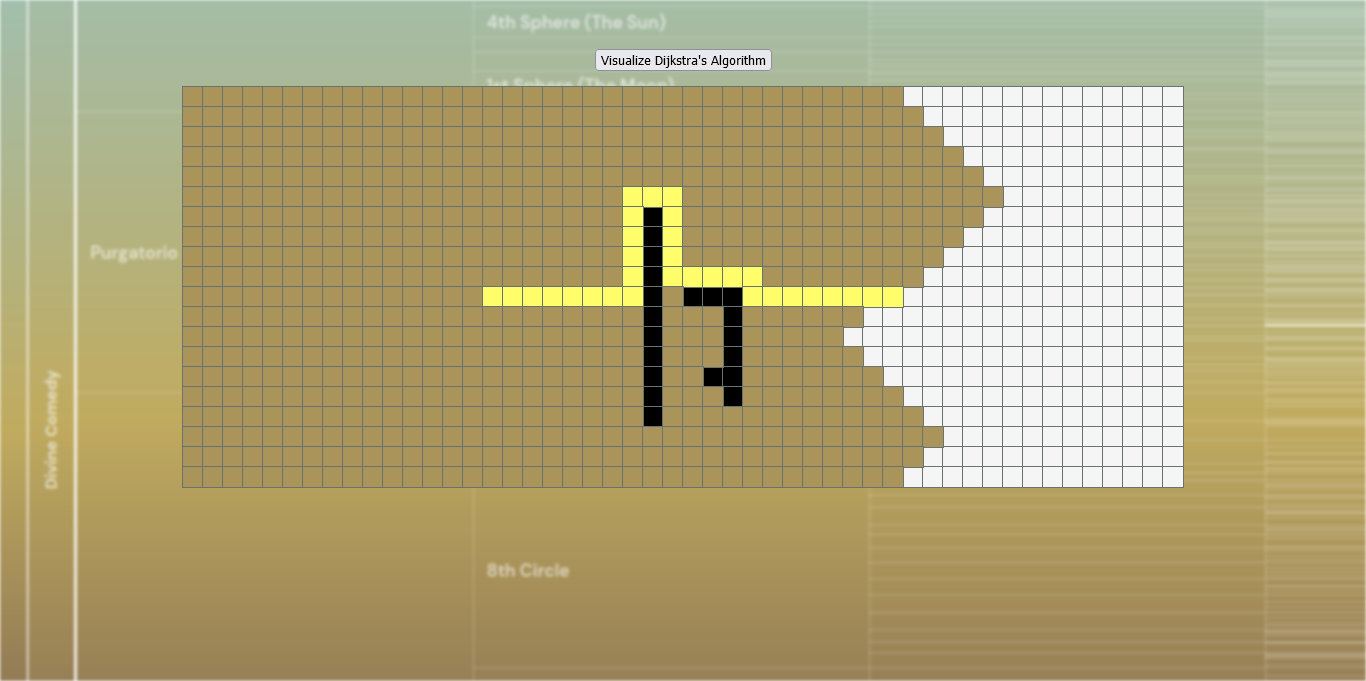 4th Sphere (The Sun)
Visualize Dijkstra's Algorithm
1st Sphere (The Moon)
Purgatorio
Divine Comedy
8th Circle